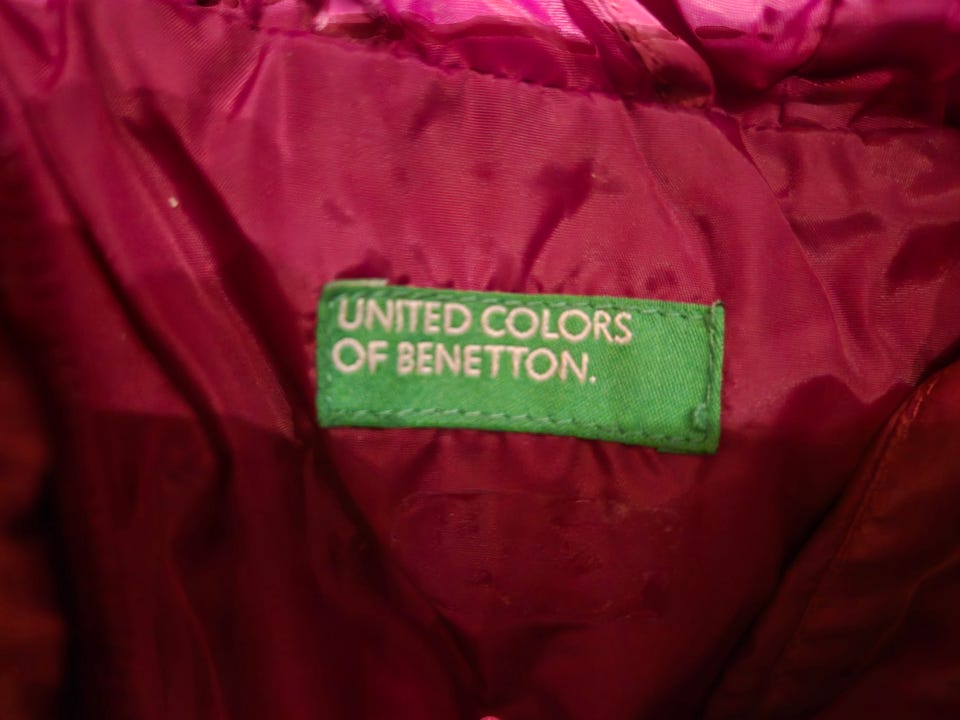 UNITED COLORS
OF BENETTON.